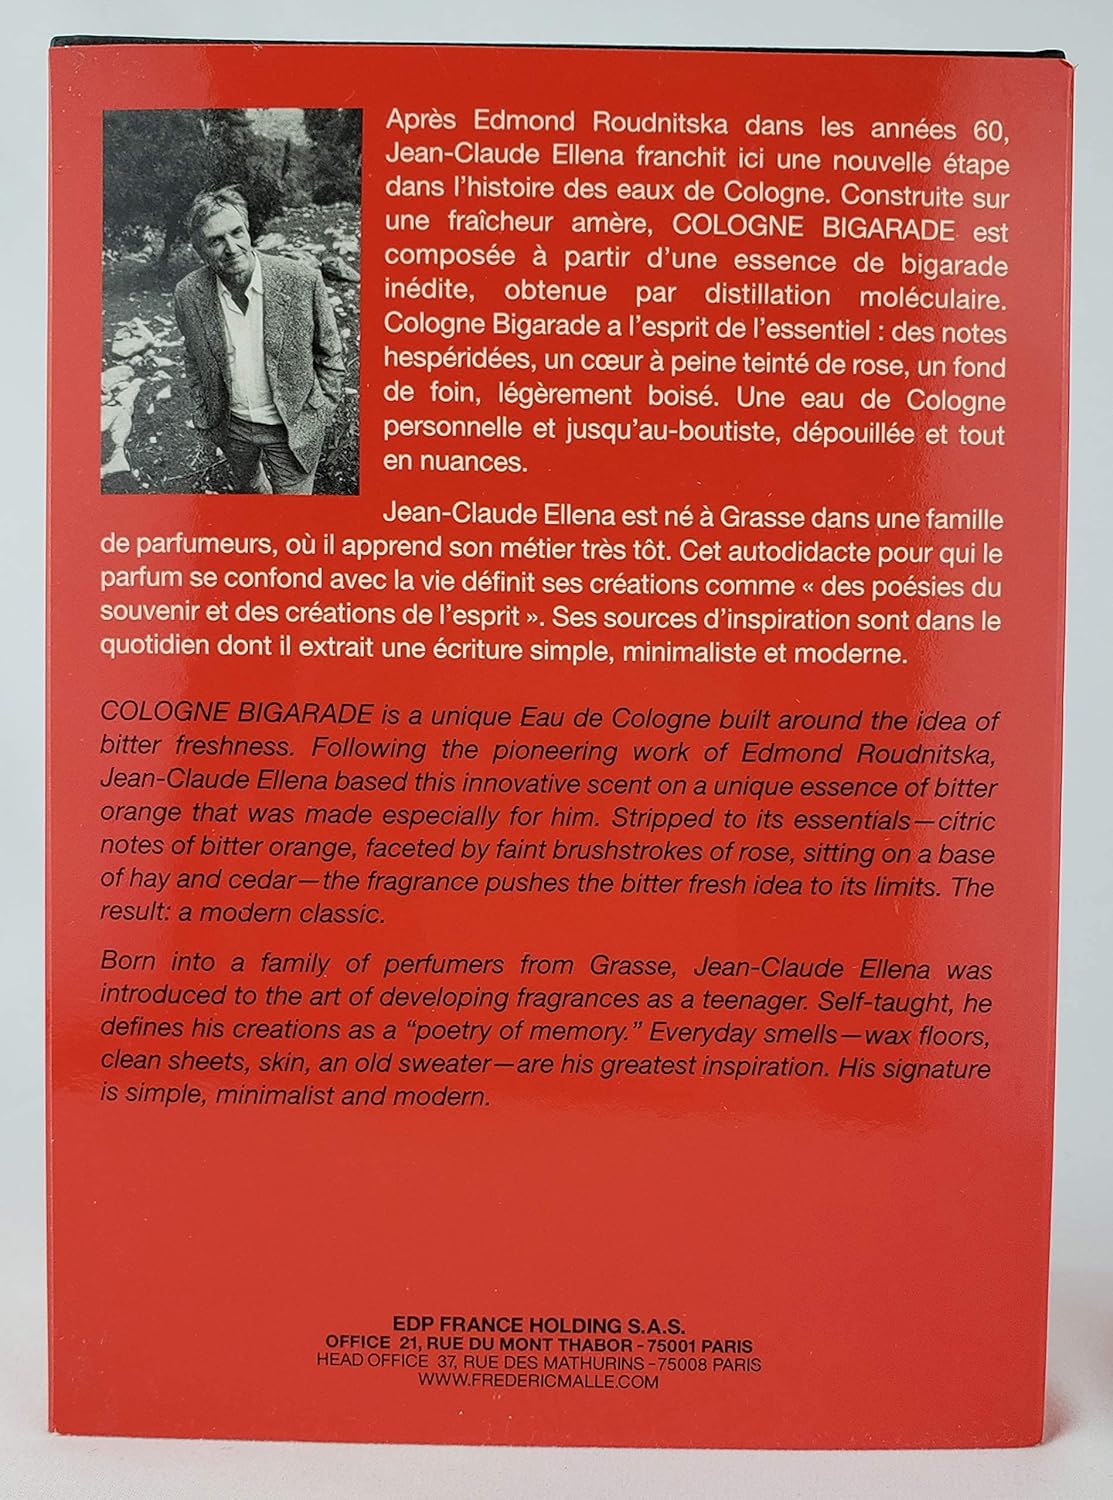 Après Edmond Roudnitska dans les années 60,
Jean-Claude Ellena franchit ici une nouvelle étape
dans l'histoire des eaux de Cologne. Construite sur
une fraîcheur amère, COLOGNE BIGARADE est
composée à partir d'une essence de bigarade
inédite, obtenue par distillation moléculaire.
Cologne Bigarade a l'esprit de l'essentiel : des notes
hespéridées, un cœur à peine teinté de rose, un fond
de foin, légèrement boisé. Une eau de Cologne
personnelle et jusqu'au-boutiste, dépouillée et tout
en nuances.
Jean-Claude Ellena est né à Grasse dans une famille
de parfumeurs, où il apprend son métier très tôt. Cet autodidacte pour qui le
parfum se confond avec la vie définit ses créations comme « des poésies du
souvenir et des créations de l'esprit ». Ses sources d'inspiration sont dans le
quotidien dont il extrait une écriture simple, minimaliste et moderne.
COLOGNE BIGARADE is a unique Eau de Cologne built around the idea of
bitter freshness. Following the pioneering work of Edmond Roudnitska,
Jean-Claude Ellena based this innovative scent on a unique essence of bitter
orange that was made especially for him. Stripped to its essentials—citric
notes of bitter orange, faceted by faint brushstrokes of rose, sitting on a base
of hay and cedar—the fragrance pushes the bitter fresh idea to its limits. The
result: a modern classic.
Born into a family of perfumers from Grasse, Jean-Claude Ellena was
introduced to the art of developing fragrances as a teenager. Self-taught, he
defines his creations as a “poetry of memory.” Everyday smells—wax floors,
clean sheets, skin, an old sweater—are his greatest inspiration. His signature
is simple, minimalist and modern.
EDP FRANCE HOLDING S.A.S.
OFFICE 21, RUE DU MONT THABOR - 75001 PARIS
HEAD OFFICE 37, RUE DES MATHURINS - 75008 PARIS
WWW.FREDERICMALLE.COM